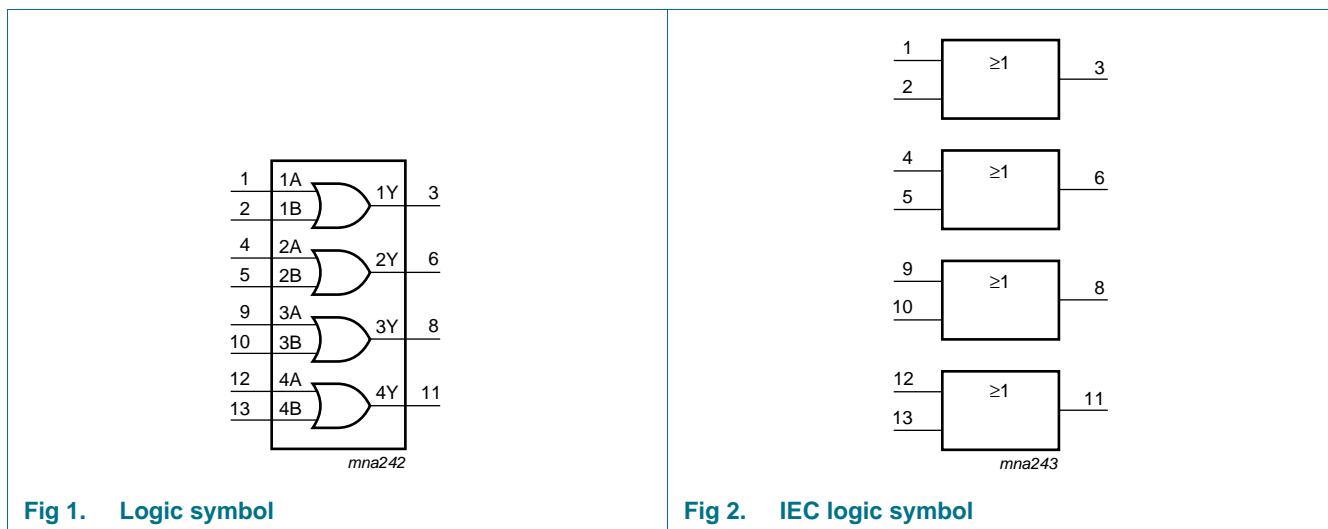 1 1A 1Y 3
2 1B
4 2A 2Y 6
5 2B
9 3A 3Y 8
10 3B
12 4A 4Y 11
13 4B
mna242
Fig 1. Logic symbol
1 ≥1 3
2
4 ≥1 6
5
9 ≥1 8
10
12 ≥1 11
13
mna243
Fig 2. IEC logic symbol